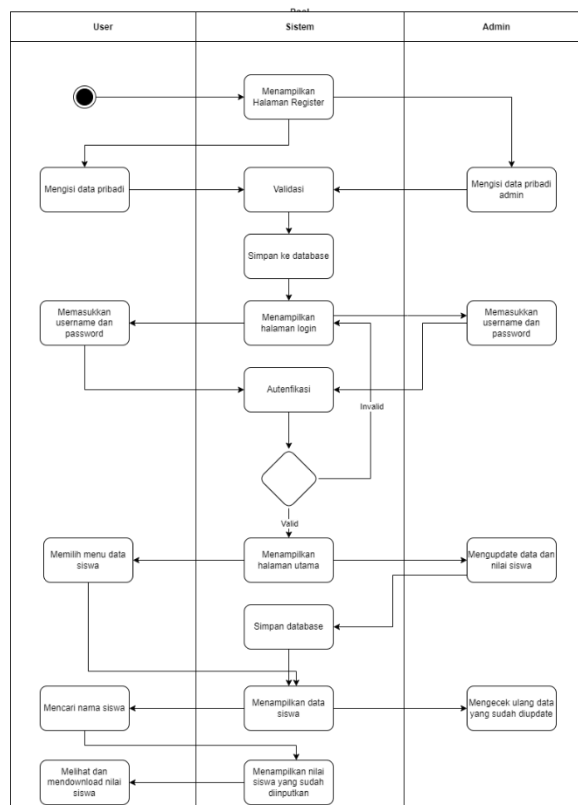 Pool
User
Sistem
Admin
Menampilkan
Halaman Register
Mengisi data pribadi
Validasi
Mengisi data pribadi
admin
Simpan ke database
Memasukkan
username dan
password
Menampilkan
halaman login
Memasukkan
username dan
password
Autenfikasi
Invalid
Valid
Memilih menu data
siswa
Menampilkan
halaman utama
Mengupdate data dan
nilai siswa
Simpan database
Mencari nama siswa
Menampilkan data
siswa
Mengecek ulang data
yang sudah diupdate
Melihat dan
mendownload nilai
siswa
Menampilkan nilai
siswa yang sudah
diinputkan